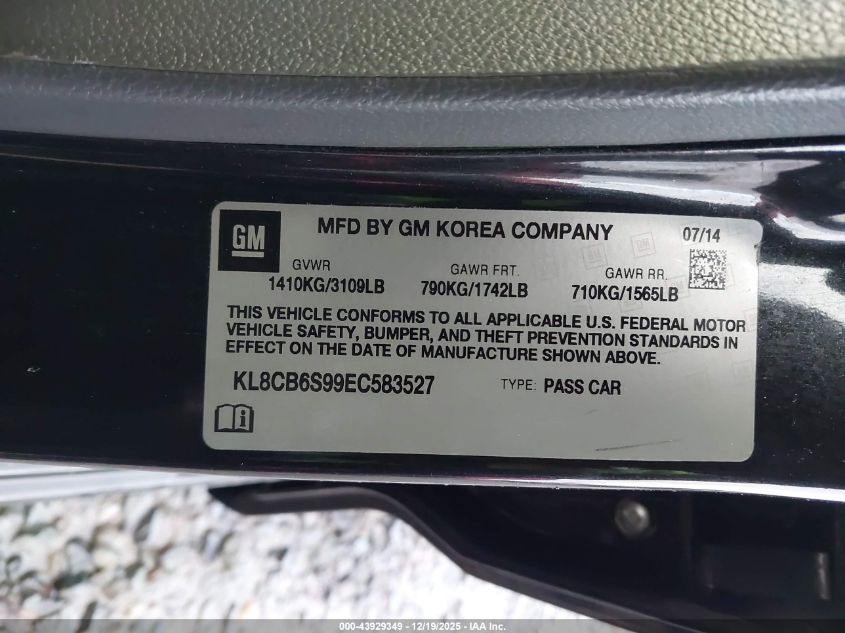 GM
MFD BY GM KOREA COMPANY
07/14
GVWR
1410KG/3109LB
GAWR FRT.
790KG/1742LB
GAWR RR.
710KG/1565LB
THIS VEHICLE CONFORMS TO ALL APPLICABLE U.S. FEDERAL MOTOR
VEHICLE SAFETY, BUMPER, AND THEFT PREVENTION STANDARDS IN
EFFECT ON THE DATE OF MANUFACTURE SHOWN ABOVE.
KL8CB6S99EC583527
TYPE: PASS CAR
000-43929349 | 12/19/2025 - IAA Inc.